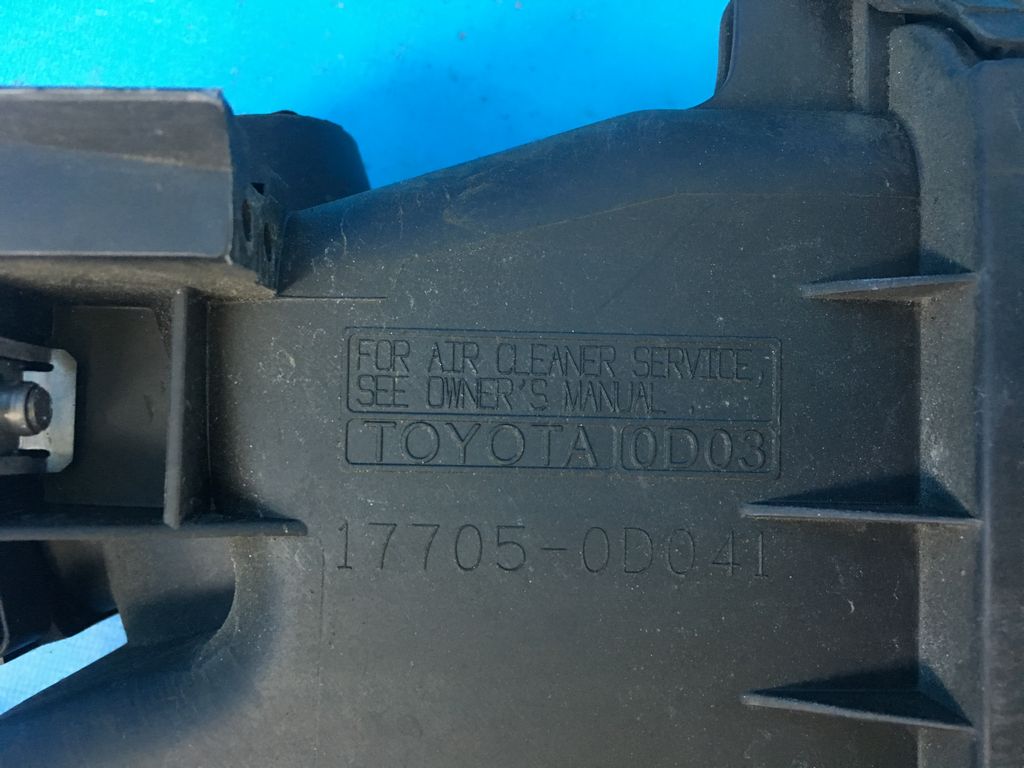 FOR AIR CLEANER SERVICE,
SEE OWNER'S MANUAL .
TOYOTA 0D03
17705-0D041